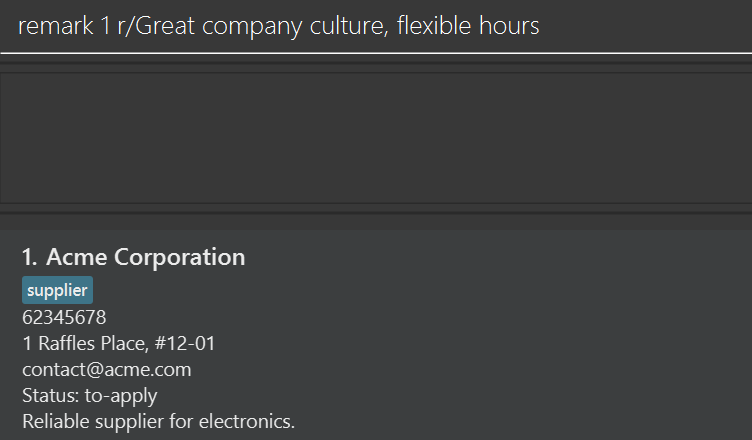 remark 1 r/Great company culture, flexible hours
1. Acme Corporation
supplier
62345678
1 Raffles Place, #12-01
contact@acme.com
Status: to-apply
Reliable supplier for electronics.